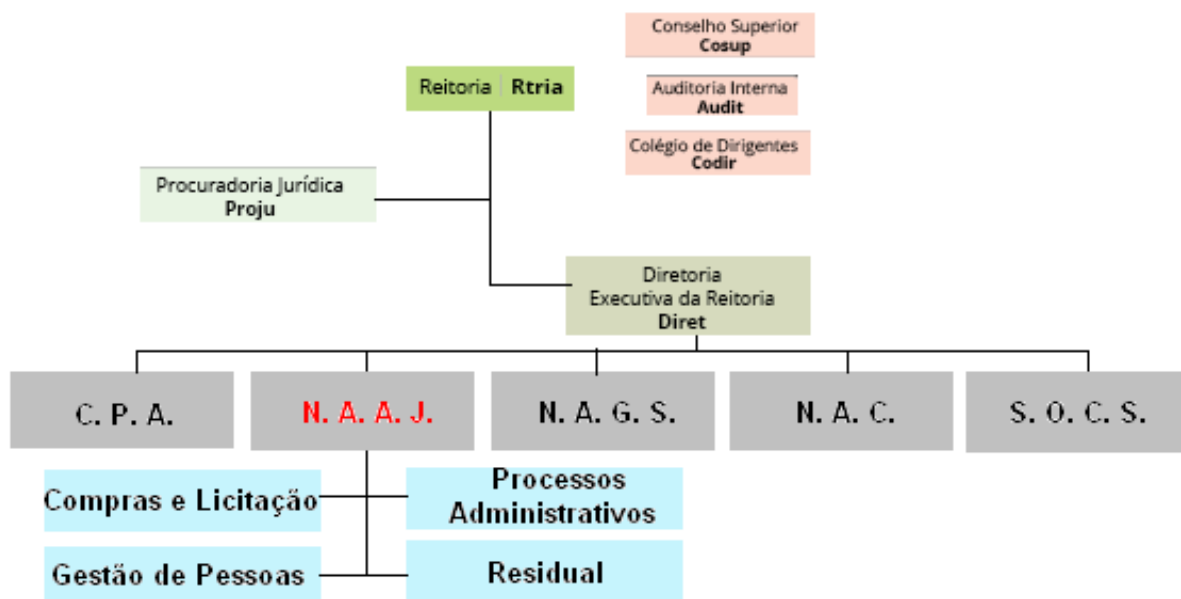 Conselho Superior
Cosup
Reitoria | Rtria
Auditoria Interna
Audit
Colégio de Dirigentes
Codir
Procuradoria Jurídica
Proju
Diretoria
Executiva da Reitoria
Diret
C. P. A.
N. A. A. J.
N. A. G. S.
N. A. C.
S. O. C. S.
Compras e Licitação
Processos
Administrativos
Gestão de Pessoas
Residual